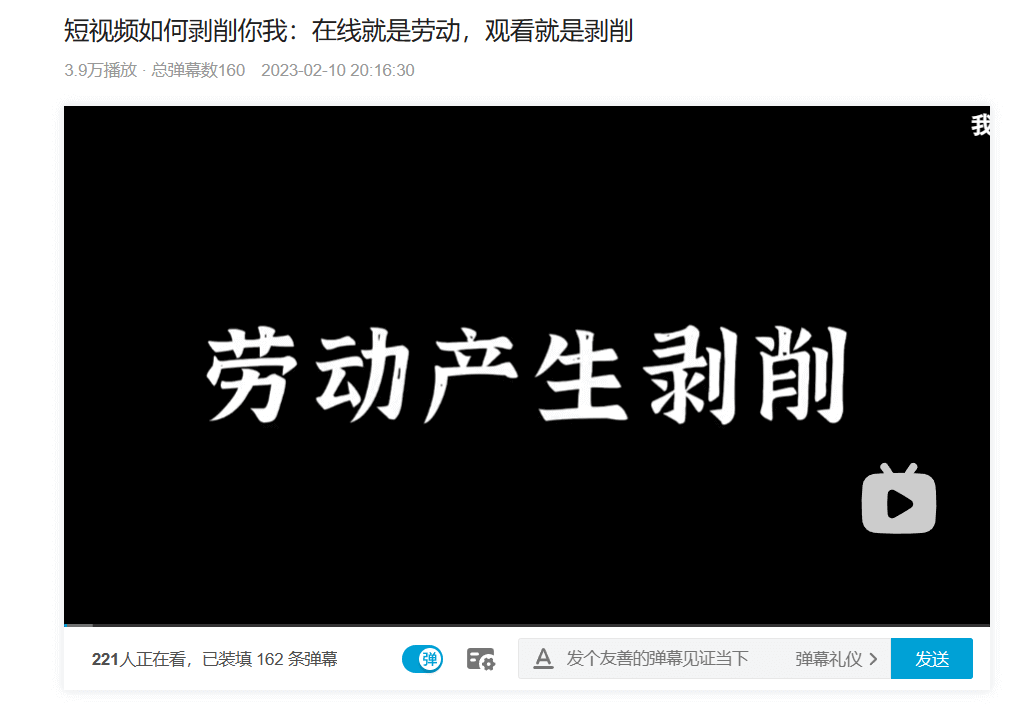 短视频如何剥削你我：在线就是劳动，观看就是剥削
3.9万播放 · 总弹幕数160 2023-02-10 20:16:30
我
劳动产生剥削
221人正在看，已装填 162 条弹幕
弹
A 发个友善的弹幕见证当下 弹幕礼仪 > 发送